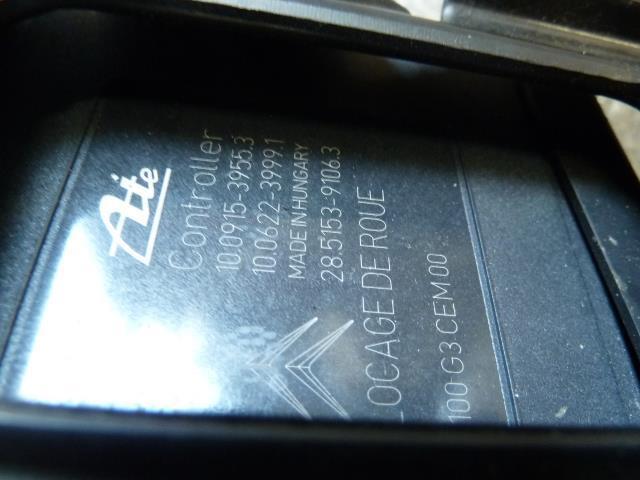 Ate
Controller
10.0915-3955.3
10.0622-3999.1
MADE IN HUNGARY
28.5153-9106.3
LOCAGE DE ROUE
100 G3 CEM 00